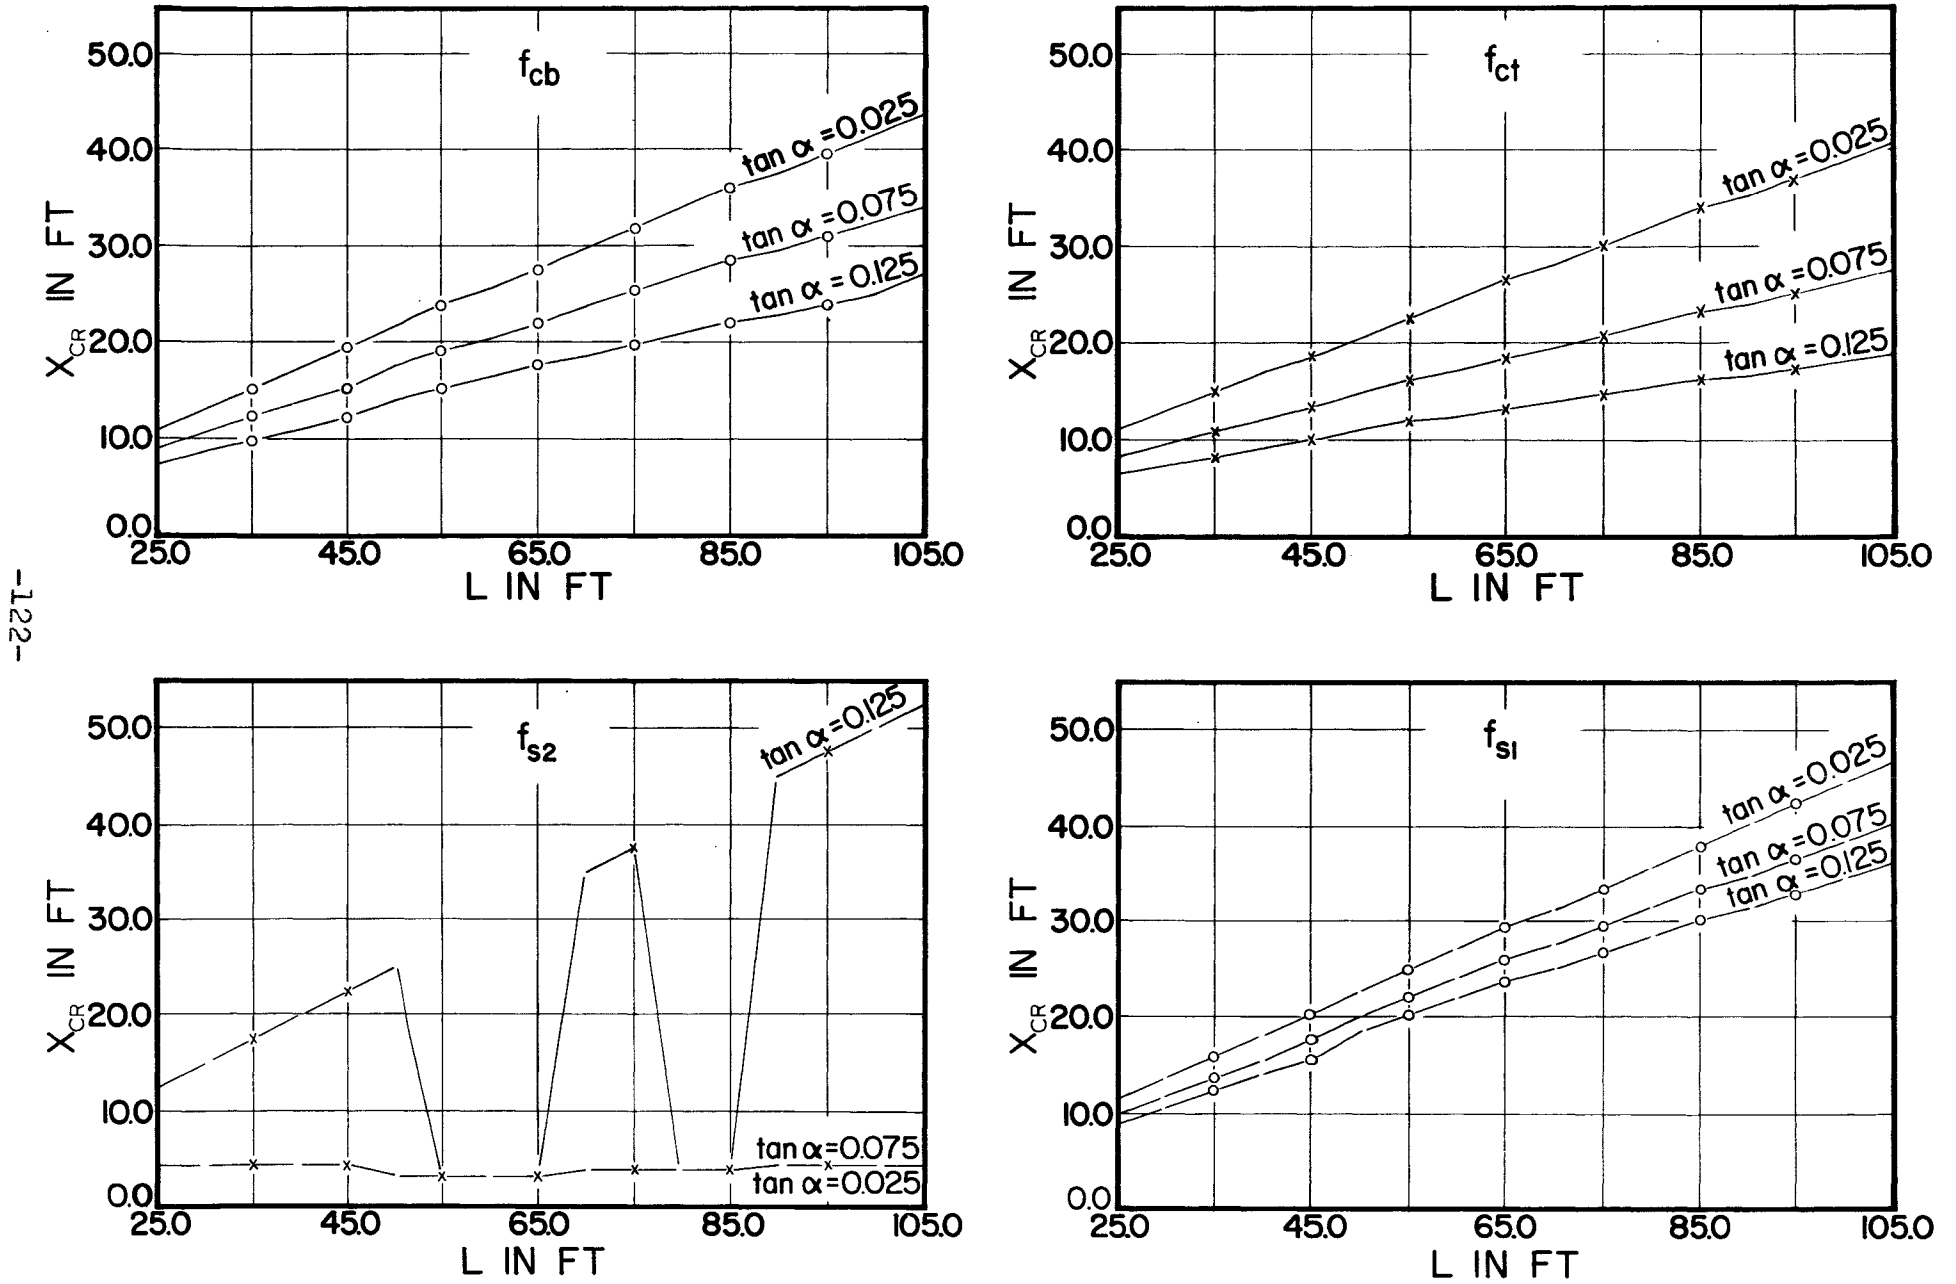 50.0
40.0
30.0
20.0
10.0
0.0
X_CR IN FT
f_cb
tan α = 0.025
tan α = 0.075
tan α = 0.125
25.0 45.0 65.0 85.0 105.0
L IN FT
50.0
40.0
30.0
20.0
10.0
0.0
X_CR IN FT
f_ct
tan α = 0.025
tan α = 0.075
tan α = 0.125
25.0 45.0 65.0 85.0 105.0
L IN FT
-122-
50.0
40.0
30.0
20.0
10.0
0.0
X_CR IN FT
f_s2
tan α = 0.125
tan α = 0.075
tan α = 0.025
25.0 45.0 65.0 85.0 105.0
L IN FT
50.0
40.0
30.0
20.0
10.0
0.0
X_CR IN FT
f_s1
tan α = 0.025
tan α = 0.075
tan α = 0.125
25.0 45.0 65.0 85.0 105.0
L IN FT